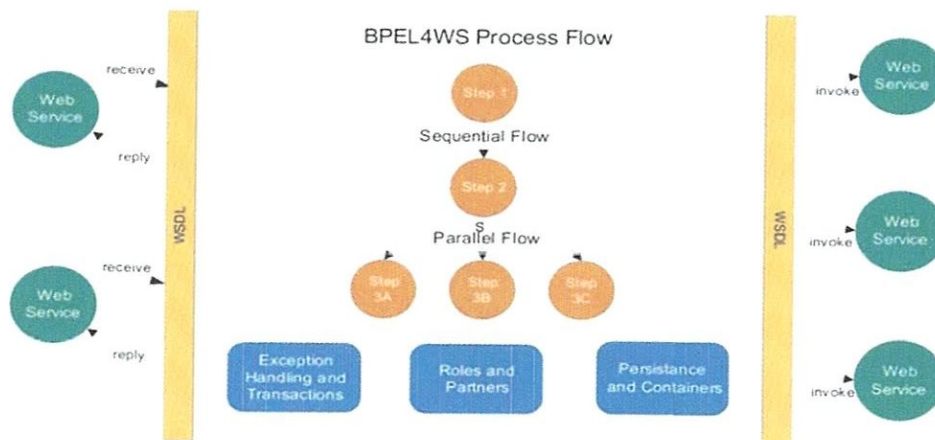 BPEL4WS Process Flow
receive
Web
Service
reply
WSDL
receive
Web
Service
reply
Step 1
Sequential Flow
Step 2
S
Parallel Flow
Step
3A
Step
3B
Step
3C
Exception
Handling and
Transactions
Roles and
Partners
Persistance
and Containers
WSDL
Web
Service
invoke
Web
Service
invoke
Web
Service
invoke